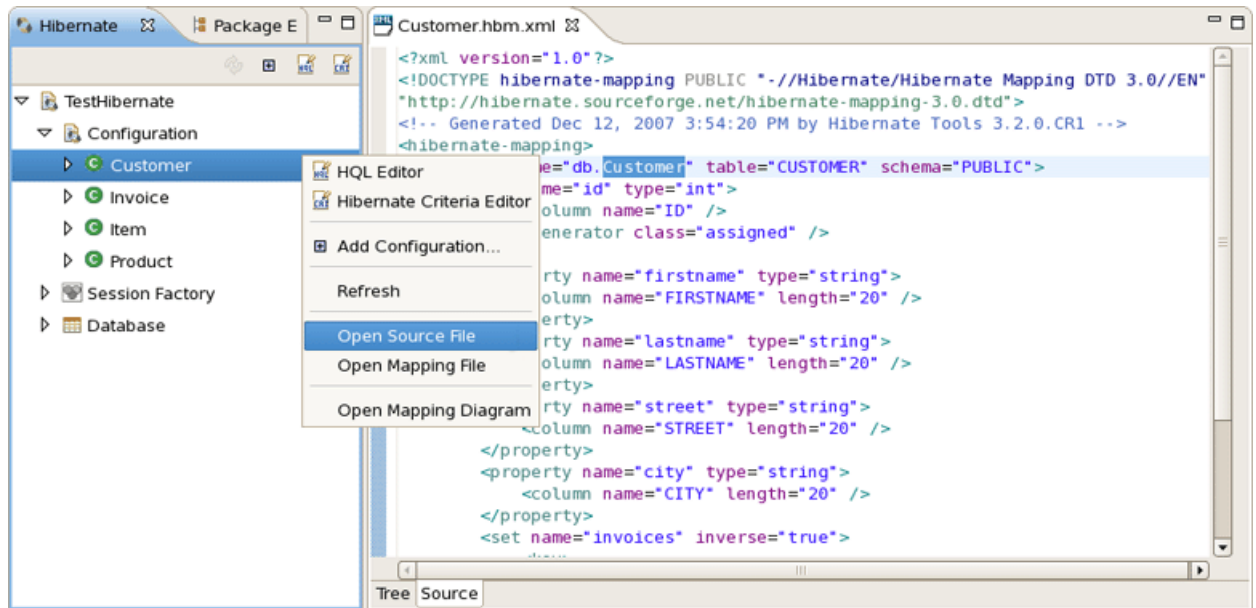 Hibernate
Package E
TestHibernate
Configuration
Customer
Invoice
Item
Product
Session Factory
Database
HQL Editor
Hibernate Criteria Editor
Add Configuration...
Refresh
Open Source File
Open Mapping File
Open Mapping Diagram
Customer.hbm.xml
<?xml version="1.0"?>
<!DOCTYPE hibernate-mapping PUBLIC "-//Hibernate/Hibernate Mapping DTD 3.0//EN"
"http://hibernate.sourceforge.net/hibernate-mapping-3.0.dtd">
<!-- Generated Dec 12, 2007 3:54:20 PM by Hibernate Tools 3.2.0.CR1 -->
<hibernate-mapping>
e="db.Customer" table="CUSTOMER" schema="PUBLIC">
me="id" type="int">
olumn name="ID" />
enerator class="assigned" />
rty name="firstname" type="string">
olumn name="FIRSTNAME" length="20" />
erty>
rty name="lastname" type="string">
olumn name="LASTNAME" length="20" />
erty>
rty name="street" type="string">
<column name="STREET" length="20" />
</property>
<property name="city" type="string">
<column name="CITY" length="20" />
</property>
<set name="invoices" inverse="true">
Tree Source